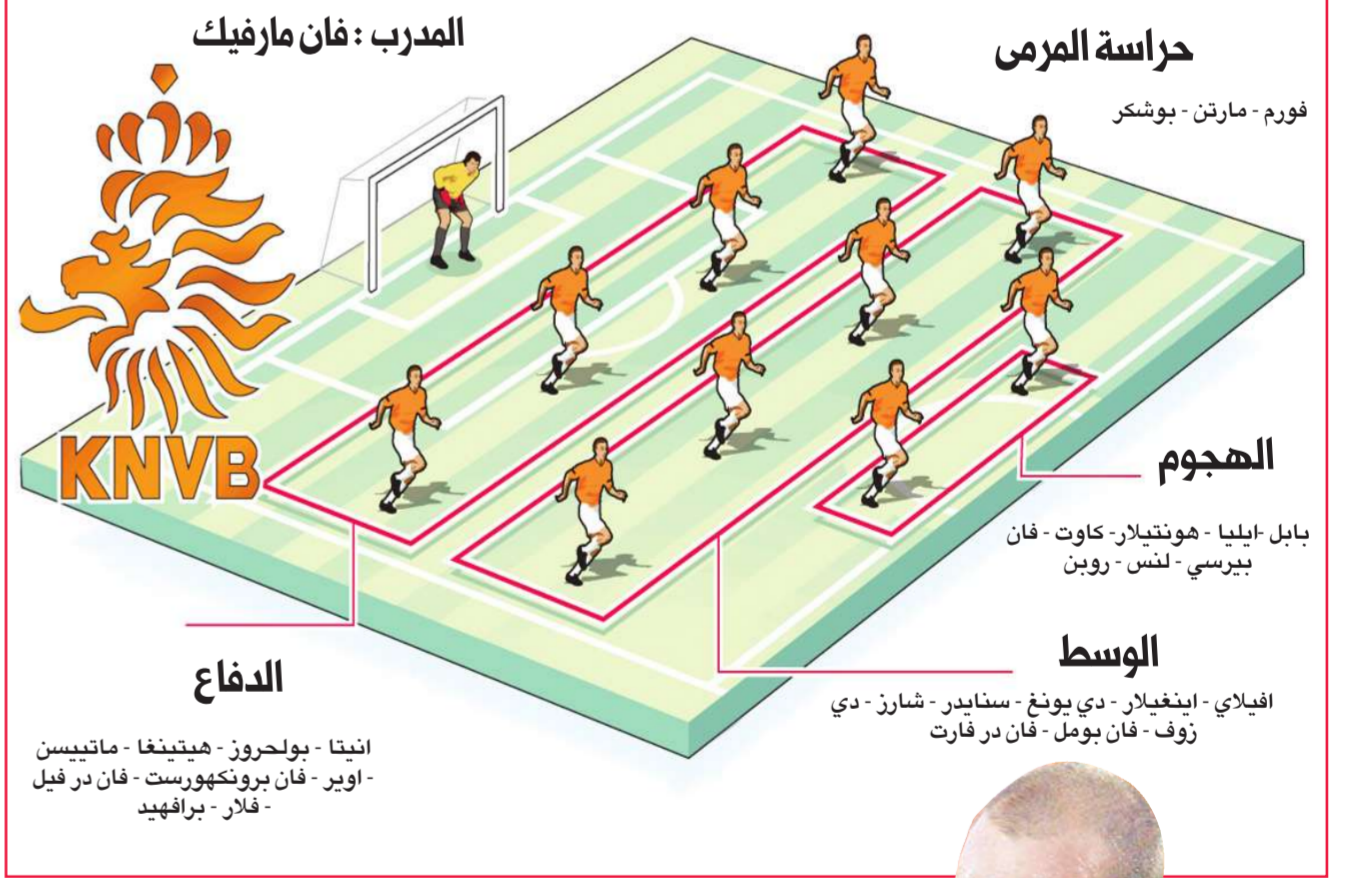 المدرب : فان مارفيك
حراسة المرمى
فورم - مارتن - بوشكر
KNVB
الهجوم
بابل -ايليا - هونتيلار- كاوت - فان
بيرسي - لنس - روبن
الوسط
افيلاي - اينغيلار - دي يونغ - سنايدر - شارز - دي
زوف - فان بومل - فان در فارت
الدفاع
انيتا - بولحروز - هيتينغا - ماتييسن
- اوير - فان برونكهورست - فان در فيل
- فلار - برافهيد